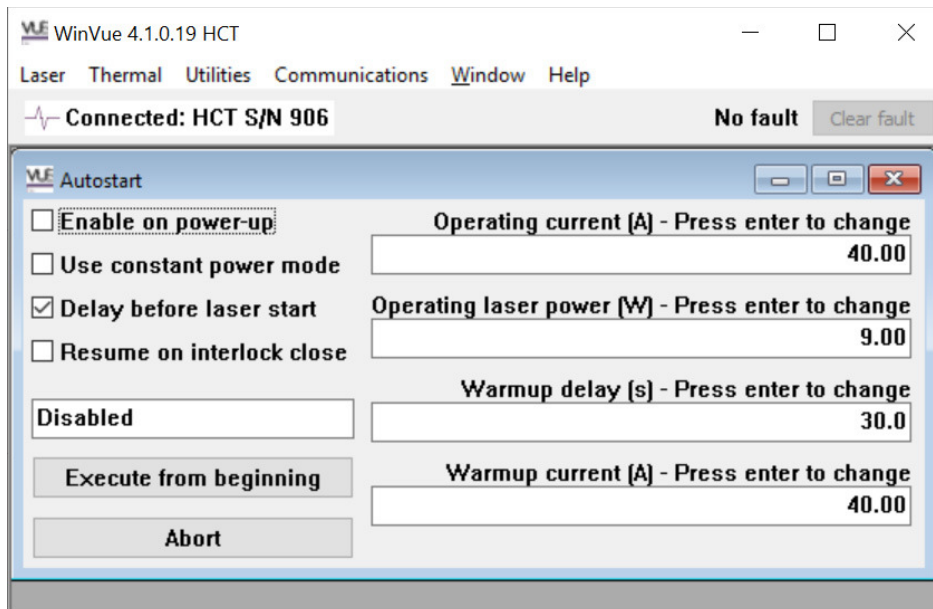 VUE WinVue 4.1.0.19 HCT
Laser Thermal Utilities Communications Window Help
Connected: HCT S/N 906 No fault Clear fault
VUE Autostart
Enable on power-up
Use constant power mode
Delay before laser start
Resume on interlock close
Disabled
Execute from beginning
Abort
Operating current (A) - Press enter to change
40.00
Operating laser power (W) - Press enter to change
9.00
Warmup delay (s) - Press enter to change
30.0
Warmup current (A) - Press enter to change
40.00